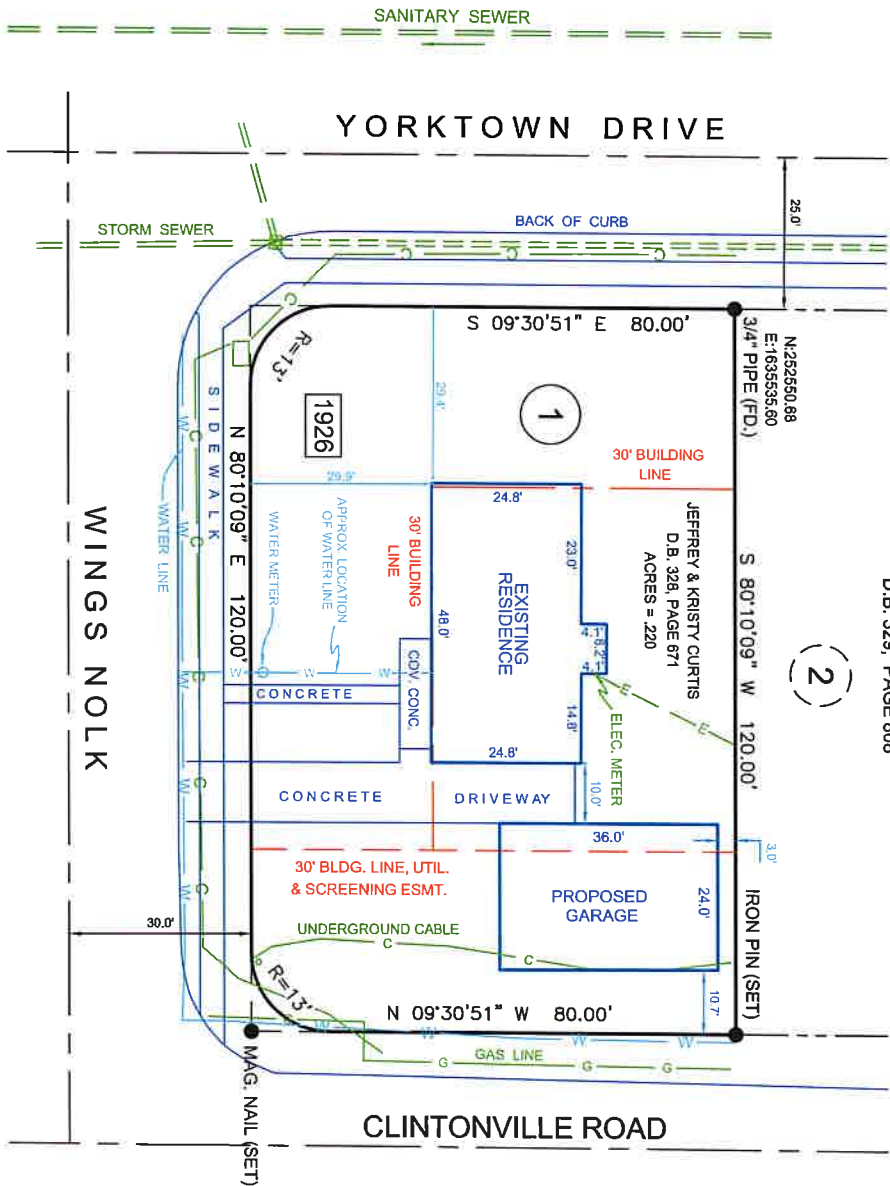 SANITARY SEWER
YORKTOWN DRIVE
25.0'
STORM SEWER
BACK OF CURB
N:252550.68
E:1635535.60
3/4" PIPE (FD.)
S 09°30'51" E 80.00'
C
C
C
C
R=13'
29.4'
1
1926
30' BUILDING
LINE
S 80°10'09" W 120.00'
2
JEFFREY & KRISTY CURTIS
D.B. 328, PAGE 671
ACRES = .220
SIDEWALK
N 80°10'09" E 120.00'
29.9'
24.8'
23.0'
EXISTING
RESIDENCE
48.0'
4.1'
8.2'
4.1'
14.8'
24.8'
30' BUILDING
LINE
APPROX LOCATION
OF WATER LINE
WATER METER
WATER LINE
WINGS NOLK
W
C
W
C
W
W O W W
COV. CONC.
CONCRETE
ELEC. METER
E
E
CONCRETE DRIVEWAY
10.0'
36.0'
3.0'
C
W
30' BLDG. LINE, UTIL.
& SCREENING ESMT.
PROPOSED
GARAGE
24.0'
IRON PIN (SET)
C
W
UNDERGROUND CABLE
C
C
30.0'
R=13'
10.7'
N 09°30'51" W 80.00'
W
W
W
W
MAG. NAIL (SET)
GAS LINE
G
G
G
CLINTONVILLE ROAD